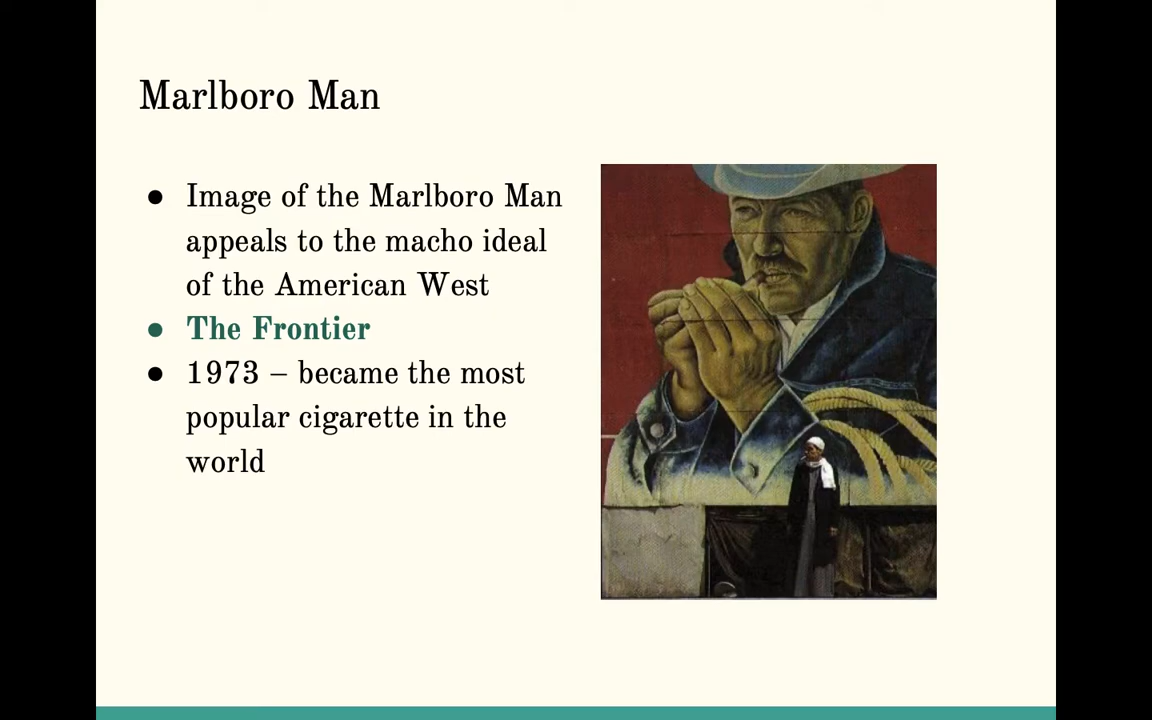 Marlboro Man
● Image of the Marlboro Man
appeals to the macho ideal
of the American West
● The Frontier
● 1973 – became the most
popular cigarette in the
world